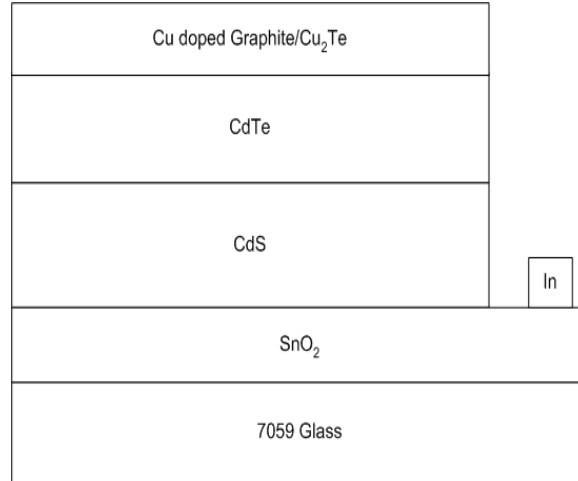 Cu doped Graphite/Cu₂Te
CdTe
CdS
In
SnO₂
7059 Glass